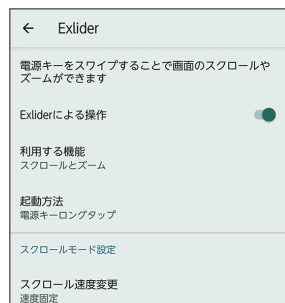 ← Exlider
電源キーをスワイプすることで画面のスクロールや
ズームができます
Exliderによる操作
利用する機能
スクロールとズーム
起動方法
電源キーロングタップ
スクロールモード設定
スクロール速度変更
速度固定